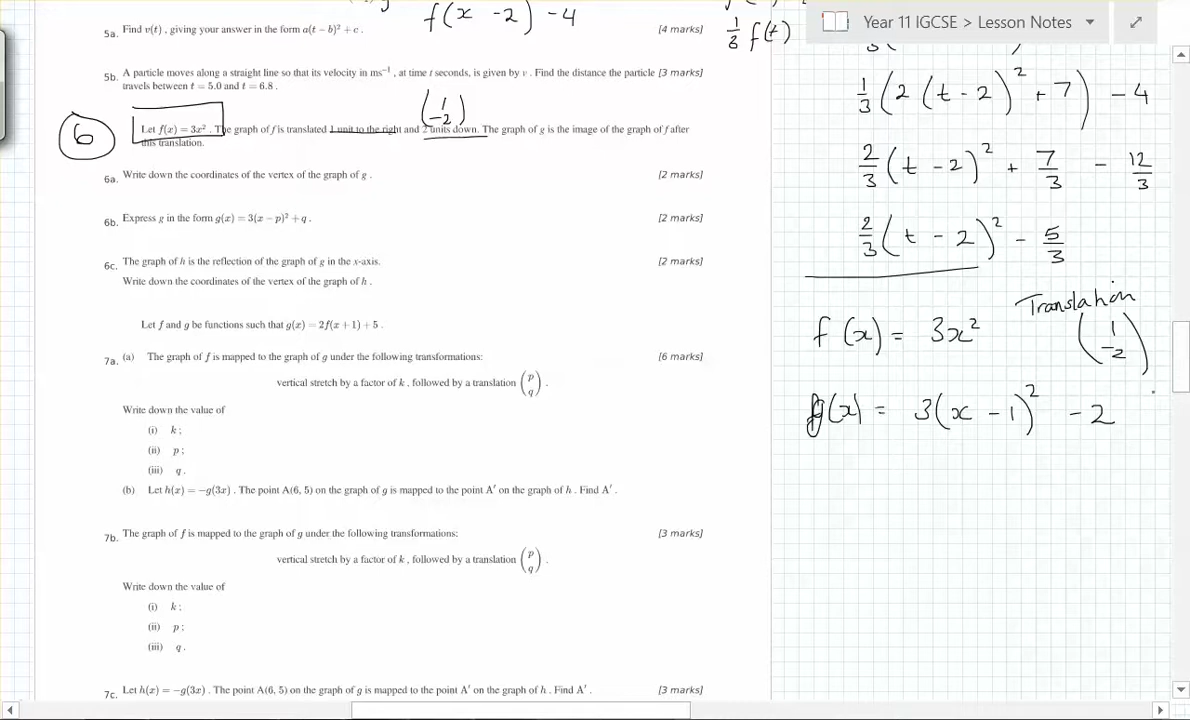 f(x - 2) - 4
1/3 f(t)
Year 11 IGCSE > Lesson Notes
5a. Find v(t) , giving your answer in the form a(t − b)² + c . [4 marks]
5b. A particle moves along a straight line so that its velocity in ms⁻¹ , at time t seconds, is given by v . Find the distance the particle [3 marks]
travels between t = 5.0 and t = 6.8 .
(1 -2)
6
Let f(x) = 3x² . The graph of f is translated 1 unit to the right and 2 units down. The graph of g is the image of the graph of f after
this translation.
6a. Write down the coordinates of the vertex of the graph of g . [2 marks]
6b. Express g in the form g(x) = 3(x − p)² + q . [2 marks]
6c. The graph of h is the reflection of the graph of g in the x-axis. [2 marks]
Write down the coordinates of the vertex of the graph of h .
Let f and g be functions such that g(x) = 2f(x + 1) + 5 .
7a. (a) The graph of f is mapped to the graph of g under the following transformations: [6 marks]
vertical stretch by a factor of k , followed by a translation (p q) .
Write down the value of
(i) k ;
(ii) p ;
(iii) q .
(b) Let h(x) = −g(3x) . The point A(6, 5) on the graph of g is mapped to the point A′ on the graph of h . Find A′ .
7b. The graph of f is mapped to the graph of g under the following transformations: [3 marks]
vertical stretch by a factor of k , followed by a translation (p q) .
Write down the value of
(i) k ;
(ii) p ;
(iii) q .
7c. Let h(x) = −g(3x) . The point A(6, 5) on the graph of g is mapped to the point A′ on the graph of h . Find A′ . [3 marks]
1/3 (2 (t - 2)² + 7) - 4
2/3 (t - 2)² + 7/3 - 12/3
2/3 (t - 2)² - 5/3
Translation
f(x) = 3x² (1 -2)
g(x) = 3(x - 1)² - 2